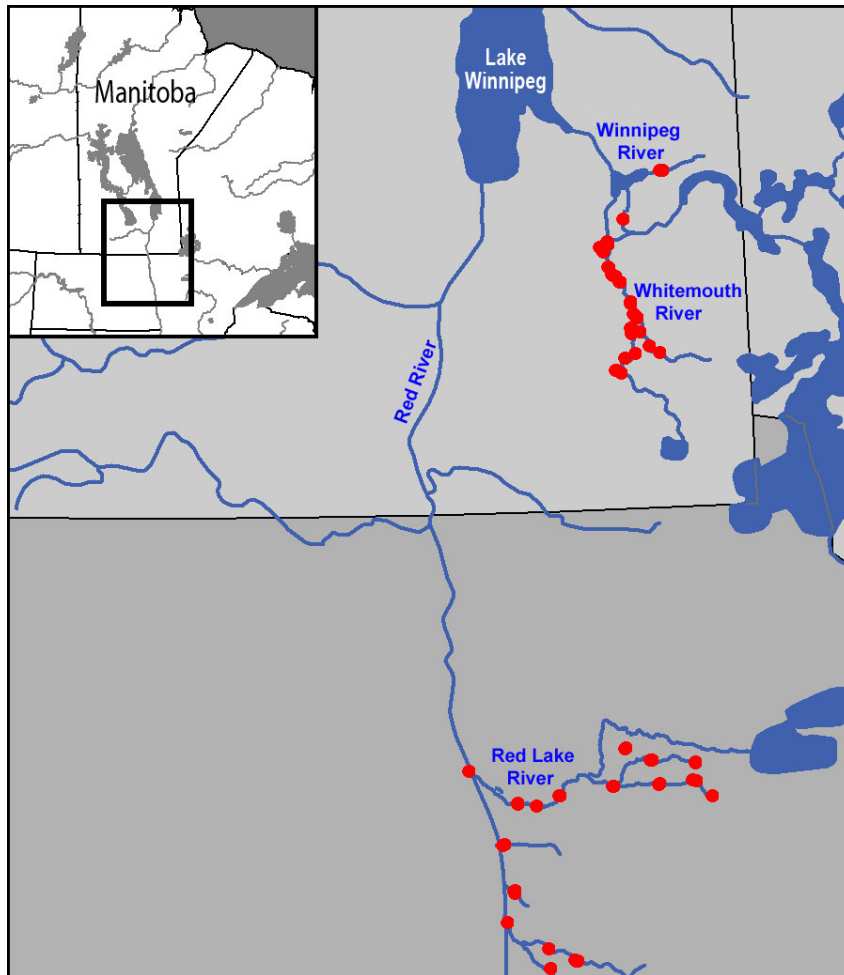 Manitoba
Lake
Winnipeg
Winnipeg
River
Whitemouth
River
Red River
Red Lake
River